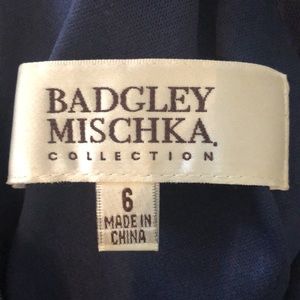 BADGLEY
MISCHKA.
COLLECTION
6
MADE IN
CHINA